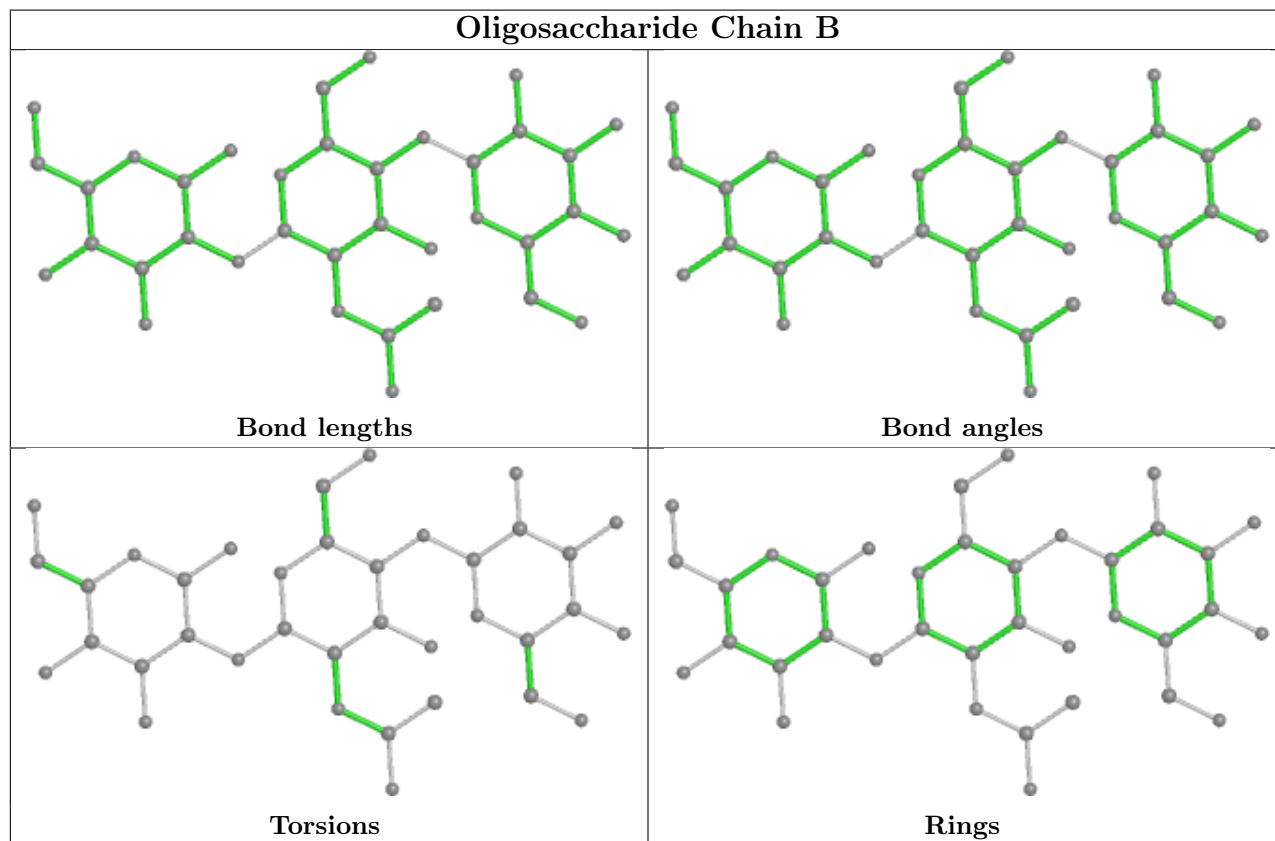 Oligosaccharide Chain B
Bond lengths
Bond angles
Torsions
Rings